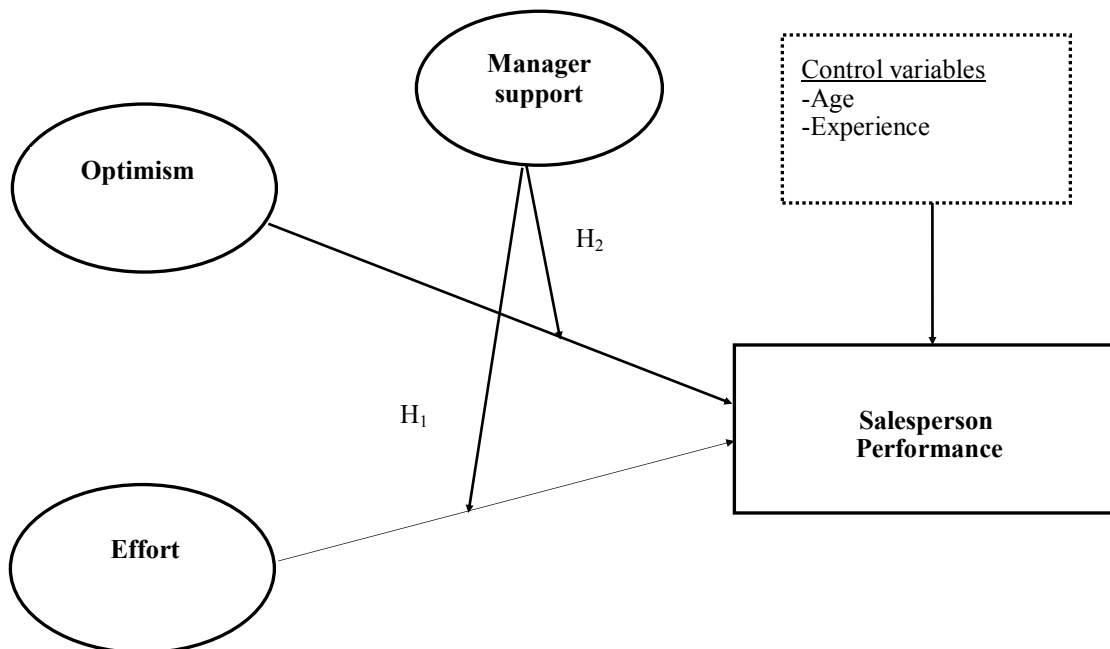 Manager
support
Control variables
-Age
-Experience
Optimism
H₂
H₁
Salesperson
Performance
Effort